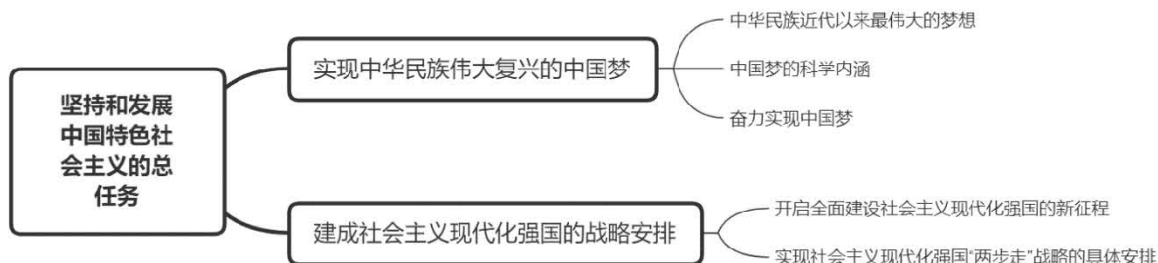 坚持和发展
中国特色社
会主义的总
任务
实现中华民族伟大复兴的中国梦
中华民族近代以来最伟大的梦想
中国梦的科学内涵
奋力实现中国梦
建成社会主义现代化强国的战略安排
开启全面建设社会主义现代化强国的新征程
实现社会主义现代化强国“两步走”战略的具体安排